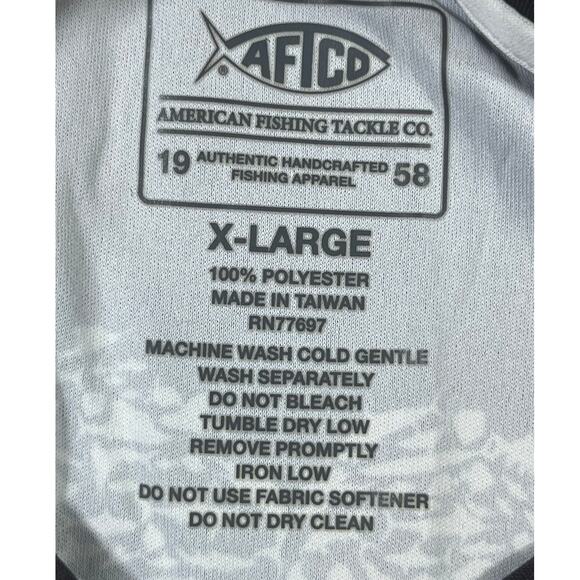 AFTCO
®
AMERICAN FISHING TACKLE CO.
19 AUTHENTIC HANDCRAFTED 58
FISHING APPAREL
X-LARGE
100% POLYESTER
MADE IN TAIWAN
RN77697
MACHINE WASH COLD GENTLE
WASH SEPARATELY
DO NOT BLEACH
TUMBLE DRY LOW
REMOVE PROMPTLY
IRON LOW
DO NOT USE FABRIC SOFTENER
DO NOT DRY CLEAN